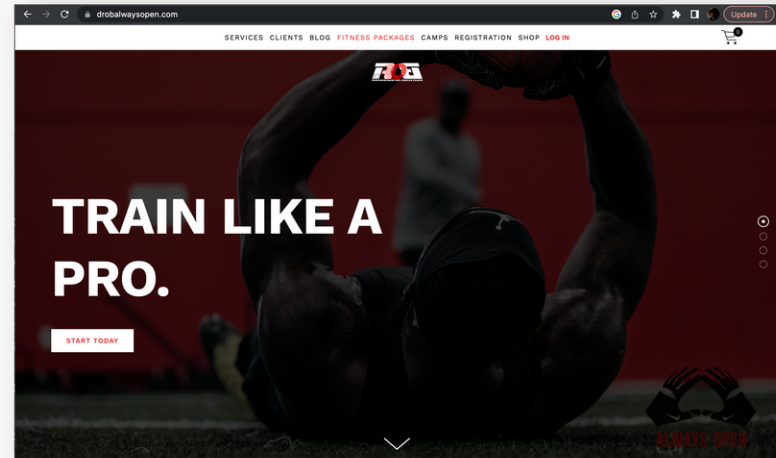 drobalwaysopen.com
Update
SERVICES CLIENTS BLOG FITNESS PACKAGES CAMPS REGISTRATION SHOP LOG IN
0
TRAIN LIKE A
PRO.
START TODAY
ALWAYS OPEN